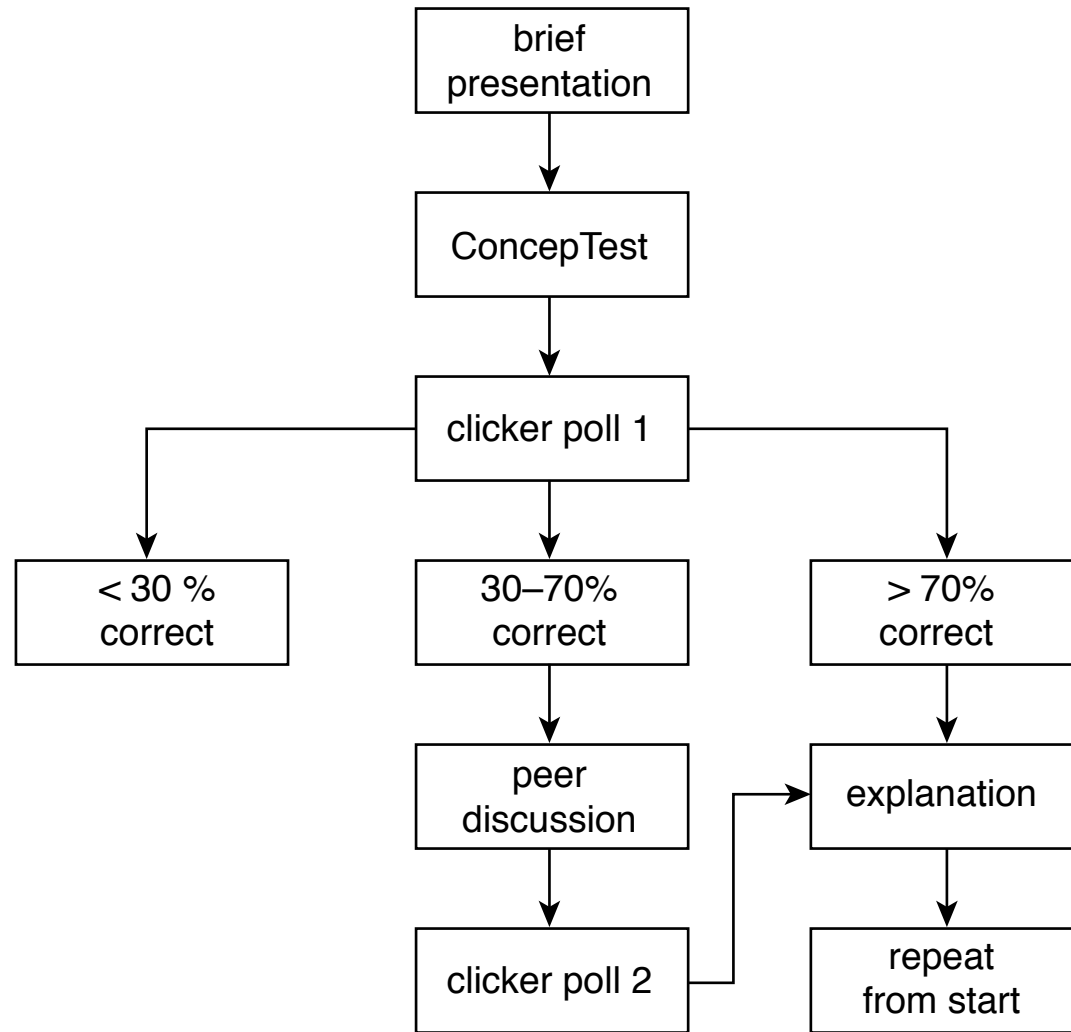 brief
presentation
ConcepTest
clicker poll 1
< 30 %
correct
30–70%
correct
> 70%
correct
peer
discussion
explanation
clicker poll 2
repeat
from start